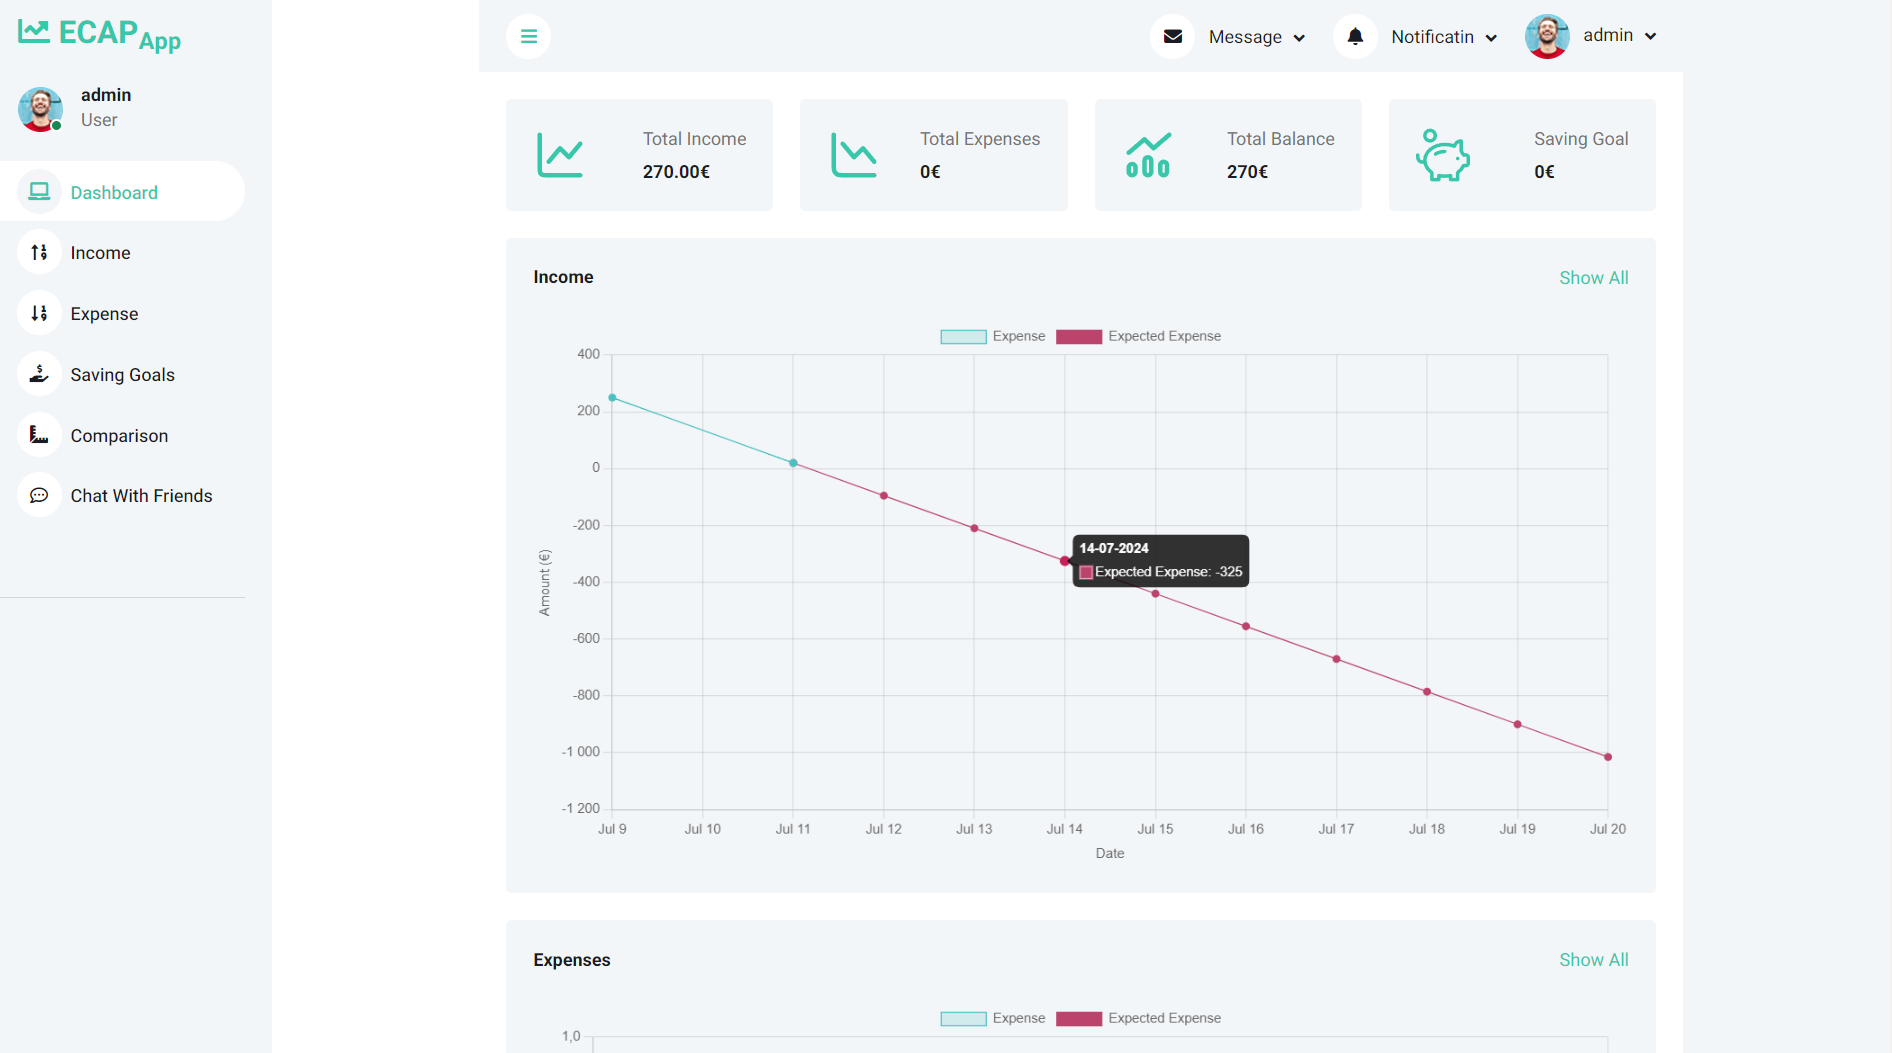 ECAPApp
admin
User
Dashboard
Income
Expense
Saving Goals
Comparison
Chat With Friends
Message
Notificatin
admin
Total Income
270.00€
Total Expenses
0€
Total Balance
270€
Saving Goal
0€
Income
Show All
Expense
Expected Expense
400
200
0
-200
-400
-600
-800
-1 000
-1 200
Amount (€)
14-07-2024
Expected Expense: -325
Jul 9
Jul 10
Jul 11
Jul 12
Jul 13
Jul 14
Jul 15
Jul 16
Jul 17
Jul 18
Jul 19
Jul 20
Date
Expenses
Show All
Expense
Expected Expense
1,0